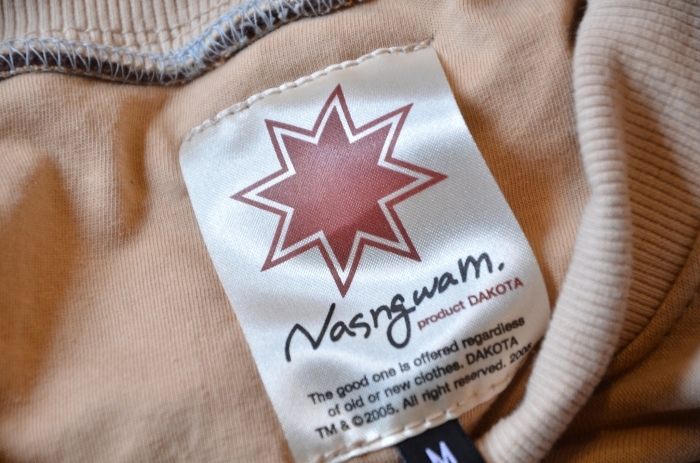 Nasngwam.
product DAKOTA
The good one is offered regardless
of old or new clothes. DAKOTA
TM & ©2005. All right reserved. 2005
M